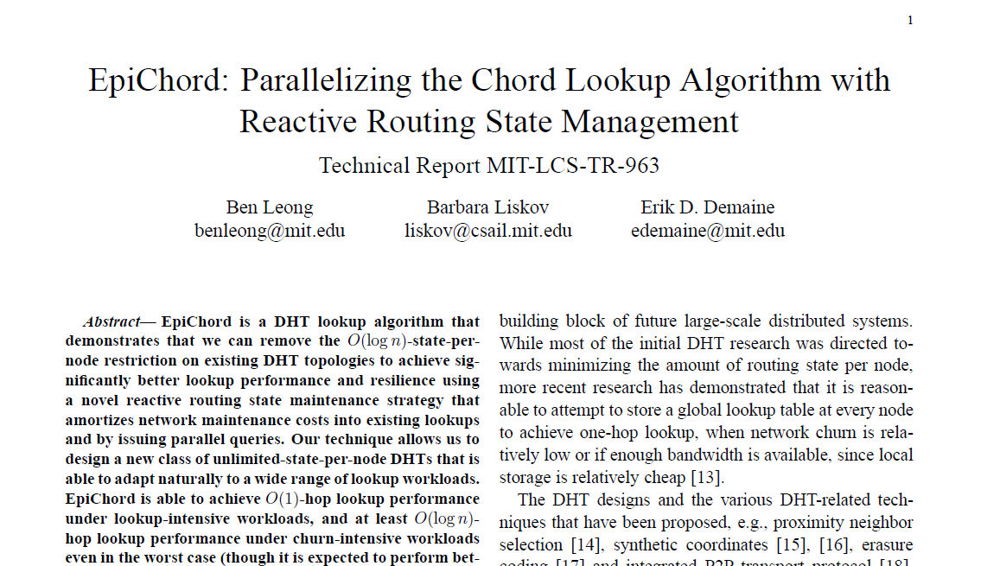 1
EpiChord: Parallelizing the Chord Lookup Algorithm with
Reactive Routing State Management
Technical Report MIT-LCS-TR-963
Ben Leong
benleong@mit.edu
Barbara Liskov
liskov@csail.mit.edu
Erik D. Demaine
edemaine@mit.edu
Abstract— EpiChord is a DHT lookup algorithm that
demonstrates that we can remove the O(log n)-state-per-
node restriction on existing DHT topologies to achieve sig-
nificantly better lookup performance and resilience using
a novel reactive routing state maintenance strategy that
amortizes network maintenance costs into existing lookups
and by issuing parallel queries. Our technique allows us to
design a new class of unlimited-state-per-node DHTs that is
able to adapt naturally to a wide range of lookup workloads.
EpiChord is able to achieve O(1)-hop lookup performance
under lookup-intensive workloads, and at least O(log n)-
hop lookup performance under churn-intensive workloads
even in the worst case (though it is expected to perform bet-
building block of future large-scale distributed systems.
While most of the initial DHT research was directed to-
wards minimizing the amount of routing state per node,
more recent research has demonstrated that it is reason-
able to attempt to store a global lookup table at every node
to achieve one-hop lookup, when network churn is rela-
tively low or if enough bandwidth is available, since local
storage is relatively cheap [13].
The DHT designs and the various DHT-related tech-
niques that have been proposed, e.g., proximity neighbor
selection [14], synthetic coordinates [15], [16], erasure
coding [17] and integrated P2P transport protocol [18],